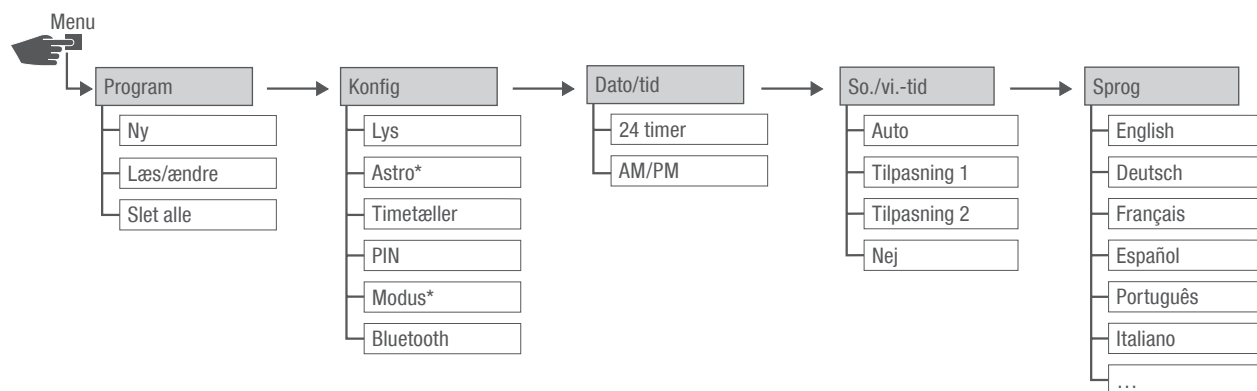 Menu
Program
Ny
Læs/ændre
Slet alle
Konfig
Lys
Astro*
Timetæller
PIN
Modus*
Bluetooth
Dato/tid
24 timer
AM/PM
So./vi.-tid
Auto
Tilpasning 1
Tilpasning 2
Nej
Sprog
English
Deutsch
Français
Español
Português
Italiano
...